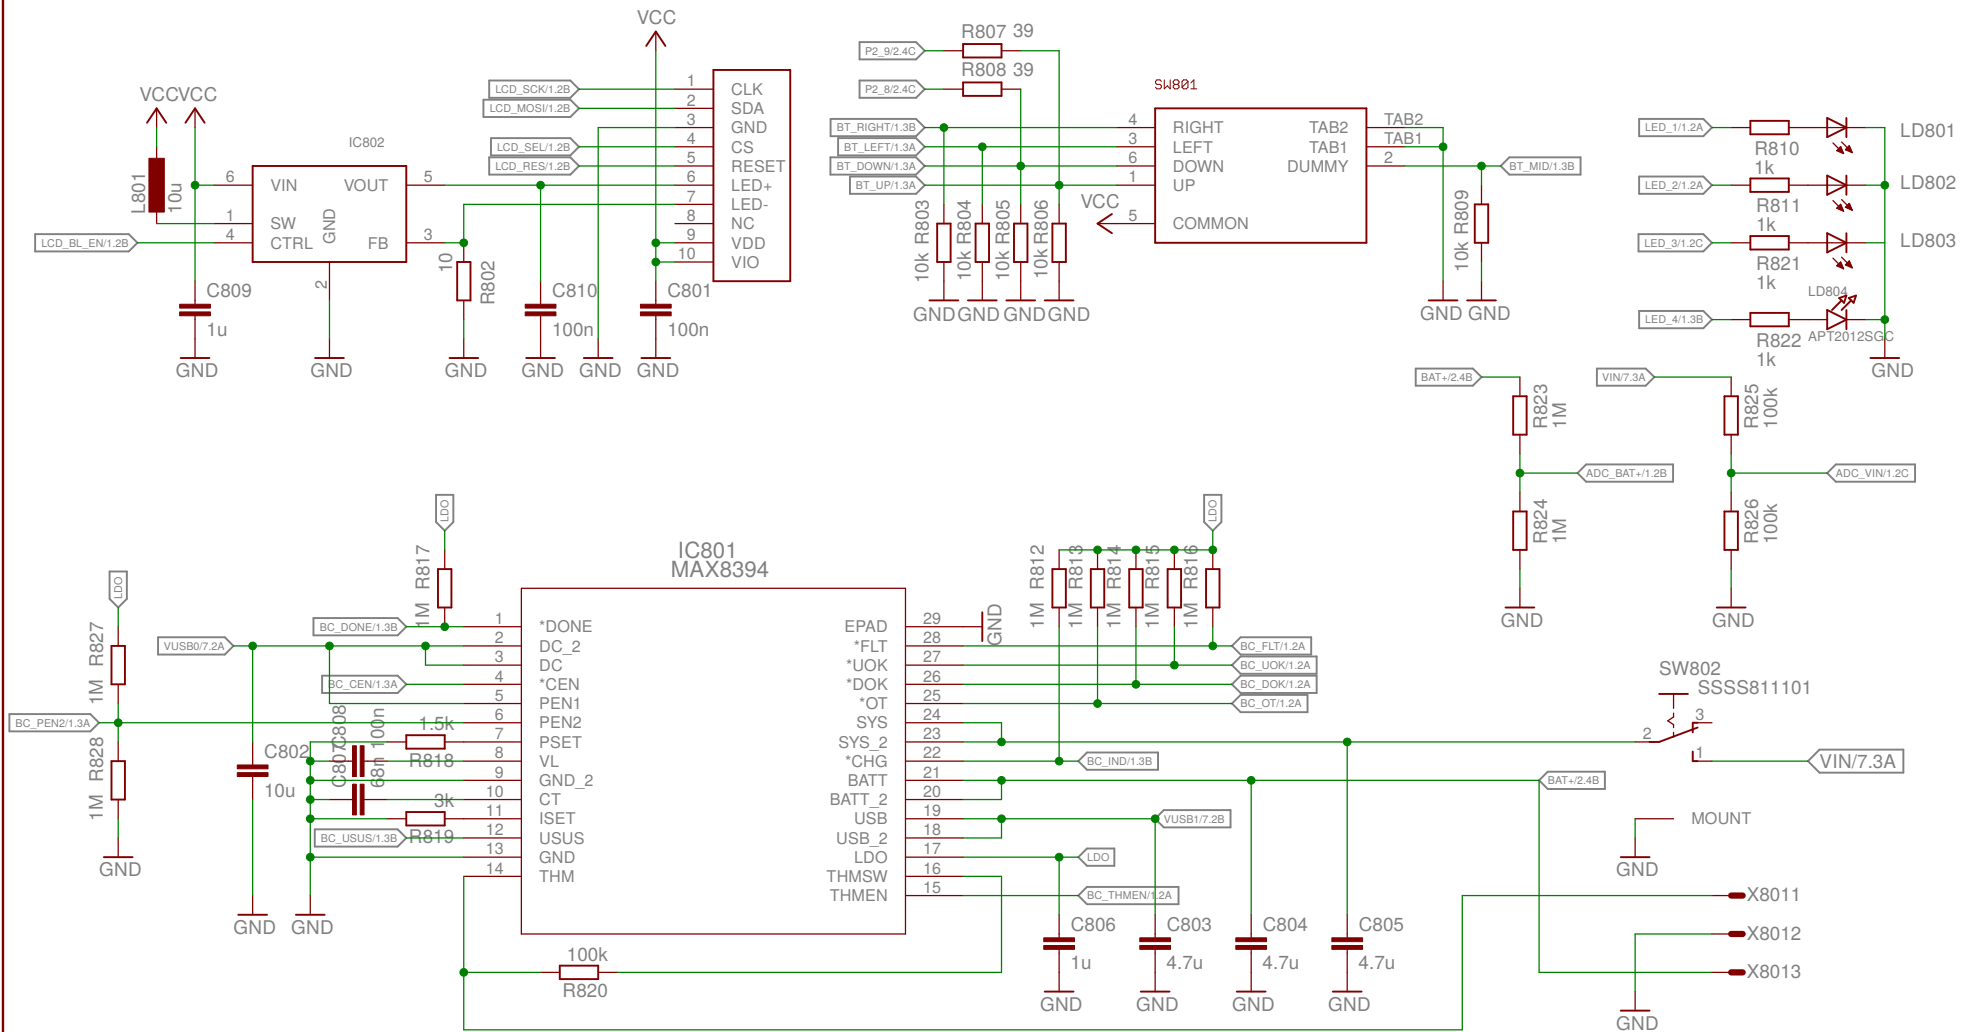 VCC
VCC
VCC
L801
10u
LCD_BL_EN/1.2B
IC802
6
VIN
VOUT
5
1
SW
4
CTRL
GND
FB
3
2
C809
1u
GND
GND
10
R802
GND
C810
100n
GND
GND
C801
100n
GND
LCD_SCK/1.2B
LCD_MOSI/1.2B
LCD_SEL/1.2B
LCD_RES/1.2B
1
CLK
2
SDA
3
GND
4
CS
5
RESET
6
LED+
7
LED-
8
NC
9
VDD
10
VIO
P2_9/2.4C
R807 39
P2_8/2.4C
R808 39
BT_RIGHT/1.3B
BT_LEFT/1.3A
BT_DOWN/1.3A
BT_UP/1.3A
10k R803
10k R804
10k R805
10k R806
GND
GND
GND
GND
VCC
SW801
4
RIGHT
3
LEFT
6
DOWN
1
UP
5
COMMON
TAB2
TAB2
TAB1
TAB1
DUMMY
2
BT_MID/1.3B
10k R809
GND
GND
LED_1/1.2A
R810
1k
LD801
LED_2/1.2A
R811
1k
LD802
LED_3/1.2C
R821
1k
LD803
LD804
LED_4/1.3B
R822
1k
APT2012SGC
GND
BAT+/2.4B
R823
1M
ADC_BAT+/1.2B
R824
1M
GND
VIN/7.3A
R825
100k
ADC_VIN/1.2C
R826
100k
GND
LDO
1M R827
BC_PEN2/1.3A
1M R828
GND
LDO
1M R817
BC_DONE/1.3B
VUSB0/7.2A
BC_CEN/1.3A
C802
10u
GND
C808
100n
C807
68n
1.5k
R818
3k
R819
BC_USUS/1.3B
GND
IC801
MAX8394
1
*DONE
2
DC_2
3
DC
4
*CEN
5
PEN1
6
PEN2
7
PSET
8
VL
9
GND_2
10
CT
11
ISET
12
USUS
13
GND
14
THM
EPAD
29
GND
*FLT
28
*UOK
27
*DOK
26
*OT
25
SYS
24
SYS_2
23
*CHG
22
BATT
21
BATT_2
20
USB
19
USB_2
18
LDO
17
THMSW
16
THMEN
15
100k
R820
LDO
1M R812
1M R813
1M R814
1M R815
R816
BC_FLT/1.2A
BC_UOK/1.2A
BC_DOK/1.2A
BC_OT/1.2A
BC_IND/1.3B
BAT+/2.4B
VUSB1/7.2B
LDO
BC_THMEN/1.2A
C806
1u
GND
C803
4.7u
GND
C804
4.7u
GND
C805
4.7u
GND
SW802
SSSS811101
3
2
1
VIN/7.3A
MOUNT
GND
X8011
X8012
X8013
GND